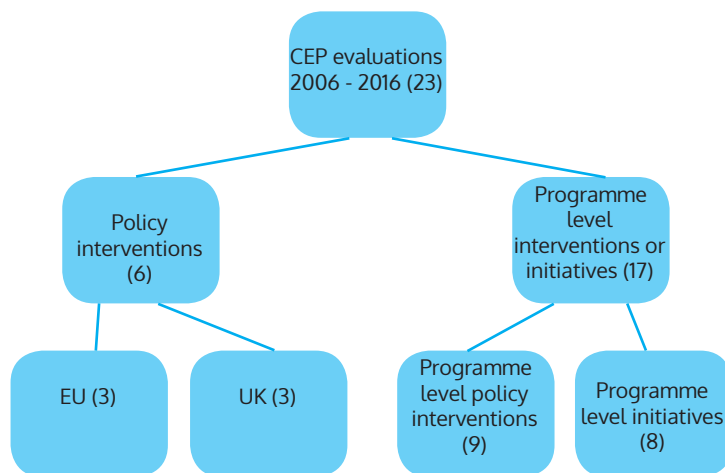 CEP evaluations
2006 - 2016 (23)
Policy
interventions
(6)
Programme
level
interventions or
initiatives (17)
EU (3)
UK (3)
Programme
level policy
interventions
(9)
Programme
level initiatives
(8)